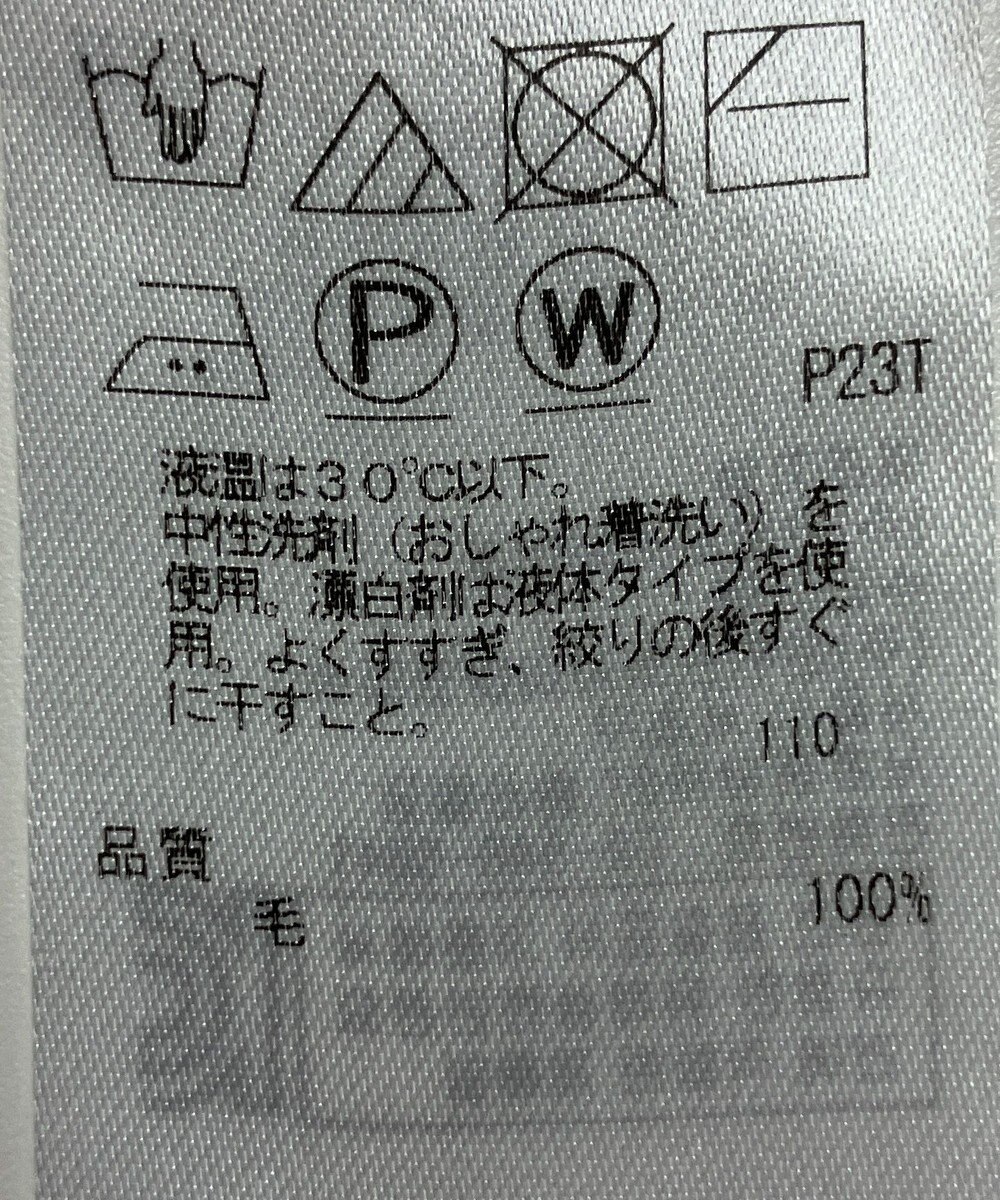 P W
P23T
液温は30℃以下。
中性洗剤（おしゃれ着洗い）を
使用。漂白剤は液体タイプを使
用。よくすすぎ、絞りの後すぐ
に干すこと。
110
品質
毛 100%